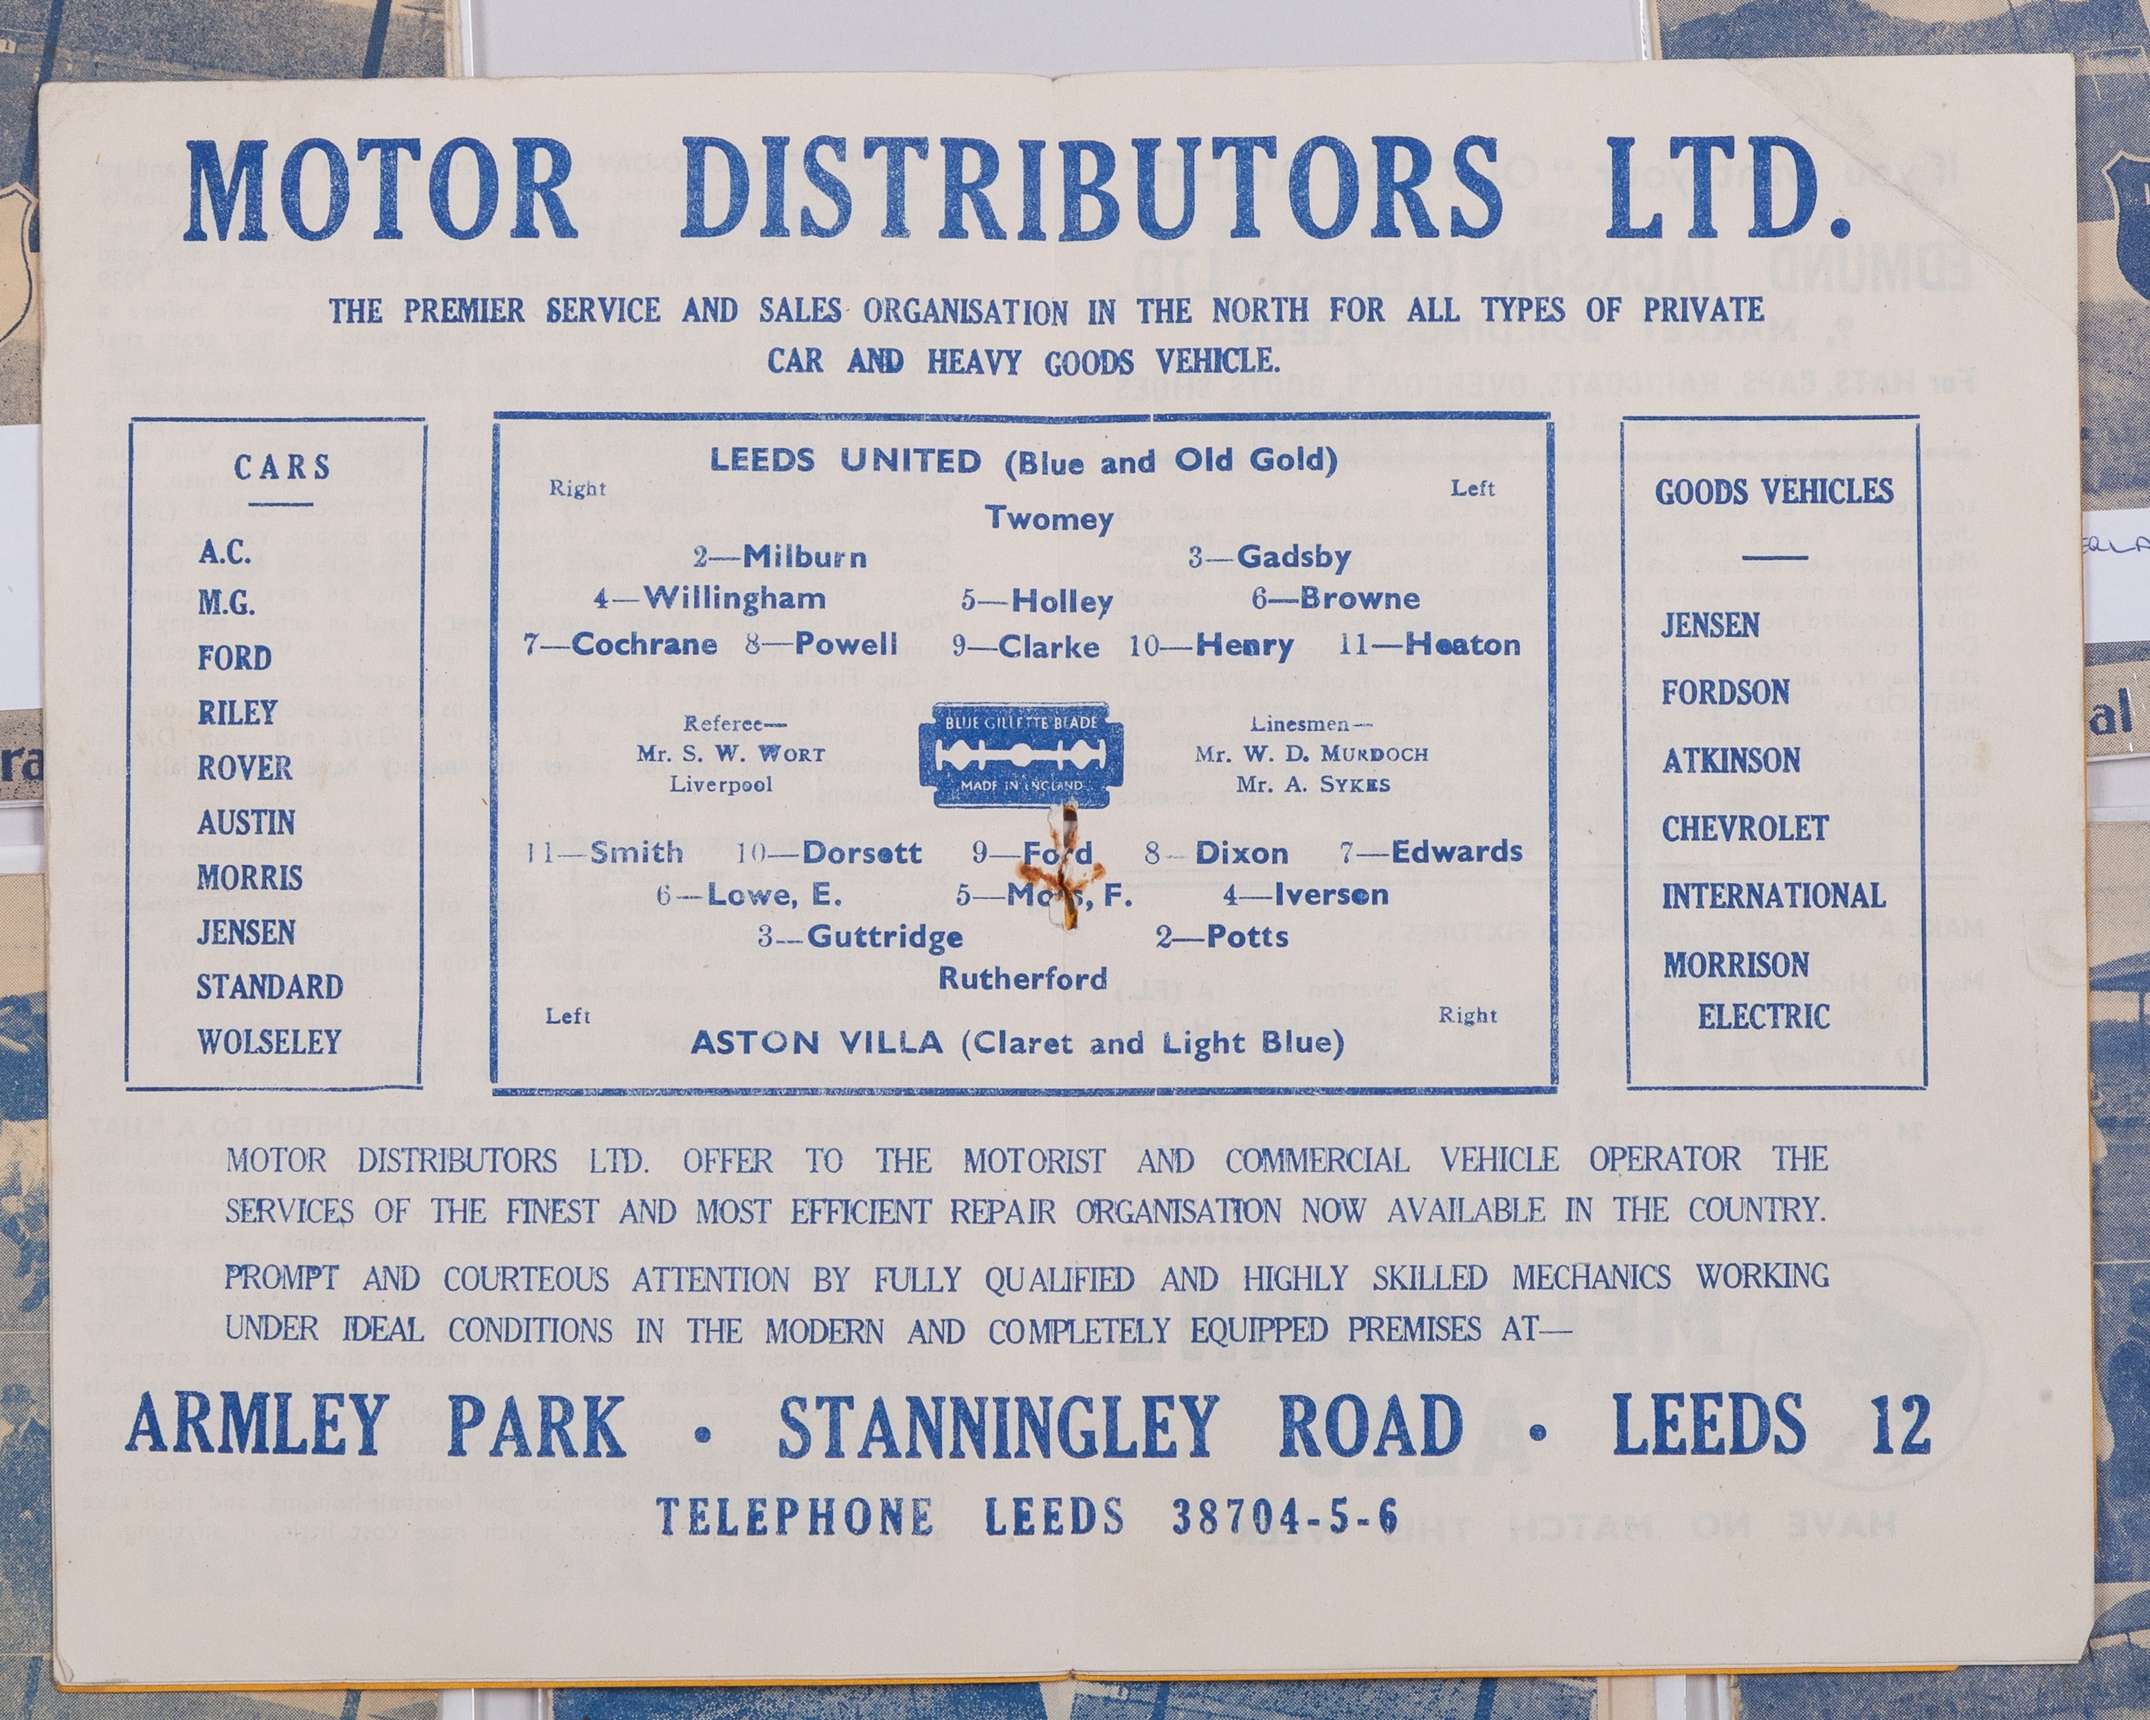 MOTOR DISTRIBUTORS LTD.
THE PREMIER SERVICE AND SALES ORGANISATION IN THE NORTH FOR ALL TYPES OF PRIVATE
CAR AND HEAVY GOODS VEHICLE.
CARS
A.C.
M.G.
FORD
RILEY
ROVER
AUSTIN
MORRIS
JENSEN
STANDARD
WOLSELEY
LEEDS UNITED (Blue and Old Gold)
Right Left
Twomey
2—Milburn 3—Gadsby
4—Willingham 5—Holley 6—Browne
7—Cochrane 8—Powell 9—Clarke 10—Henry 11—Heaton
Referee—
Mr. S. W. WORT
Liverpool
BLUE GILLETTE BLADE
MADE IN ENGLAND
Linesmen—
Mr. W. D. MURDOCH
Mr. A. SYKES
11—Smith 10—Dorsett 9—Ford 8—Dixon 7—Edwards
6—Lowe, E. 5—Moss, F. 4—Iverson
3—Guttridge 2—Potts
Rutherford
Left Right
ASTON VILLA (Claret and Light Blue)
GOODS VEHICLES
JENSEN
FORDSON
ATKINSON
CHEVROLET
INTERNATIONAL
MORRISON
ELECTRIC
MOTOR DISTRIBUTORS LTD. OFFER TO THE MOTORIST AND COMMERCIAL VEHICLE OPERATOR THE
SERVICES OF THE FINEST AND MOST EFFICIENT REPAIR ORGANISATION NOW AVAILABLE IN THE COUNTRY.
PROMPT AND COURTEOUS ATTENTION BY FULLY QUALIFIED AND HIGHLY SKILLED MECHANICS WORKING
UNDER IDEAL CONDITIONS IN THE MODERN AND COMPLETELY EQUIPPED PREMISES AT—
ARMLEY PARK • STANNINGLEY ROAD • LEEDS 12
TELEPHONE LEEDS 38704-5-6